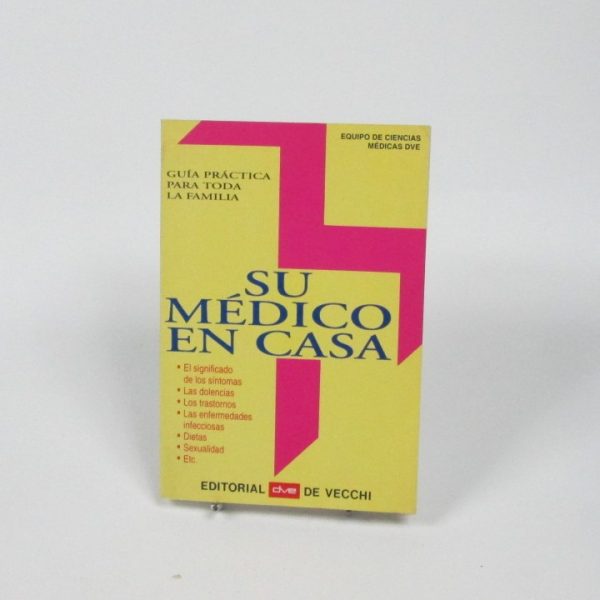 EQUIPO DE CIENCIAS
MÉDICAS DVE
GUÍA PRÁCTICA
PARA TODA
LA FAMILIA
SU
MÉDICO
EN CASA
• El significado
de los síntomas
• Las dolencias
• Los trastornos
• Las enfermedades
infecciosas
• Dietas
• Sexualidad
• Etc.
EDITORIAL dve DE VECCHI